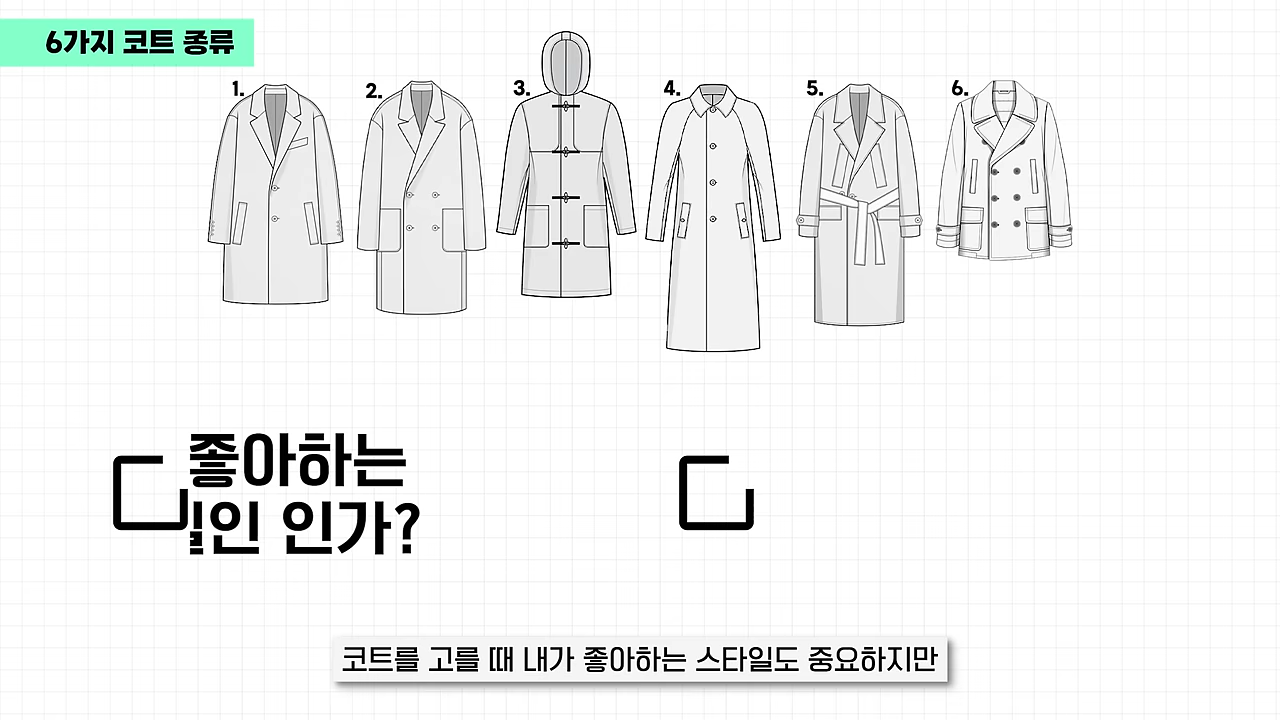 6가지 코트 종류
1.
2.
3.
4.
5.
6.
좋아하는
인 인가?
코트를 고를 때 내가 좋아하는 스타일도 중요하지만